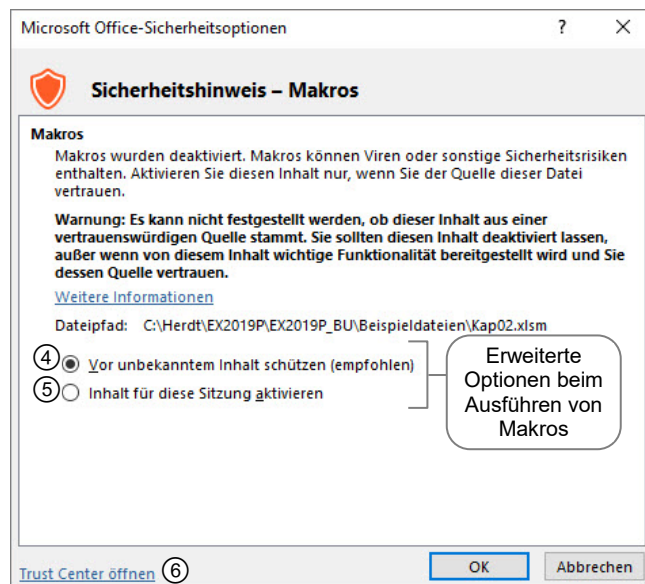 Microsoft Office-Sicherheitsoptionen ? ×
Sicherheitshinweis – Makros
Makros
Makros wurden deaktiviert. Makros können Viren oder sonstige Sicherheitsrisiken
enthalten. Aktivieren Sie diesen Inhalt nur, wenn Sie der Quelle dieser Datei
vertrauen.
Warnung: Es kann nicht festgestellt werden, ob dieser Inhalt aus einer
vertrauenswürdigen Quelle stammt. Sie sollten diesen Inhalt deaktiviert lassen,
außer wenn von diesem Inhalt wichtige Funktionalität bereitgestellt wird und Sie
dessen Quelle vertrauen.
Weitere Informationen
Dateipfad: C:\Herdt\EX2019P\EX2019P_BU\Beispieldateien\Kap02.xlsm
④ Vor unbekanntem Inhalt schützen (empfohlen)
⑤ Inhalt für diese Sitzung aktivieren
Erweiterte
Optionen beim
Ausführen von
Makros
Trust Center öffnen ⑥
OK
Abbrechen